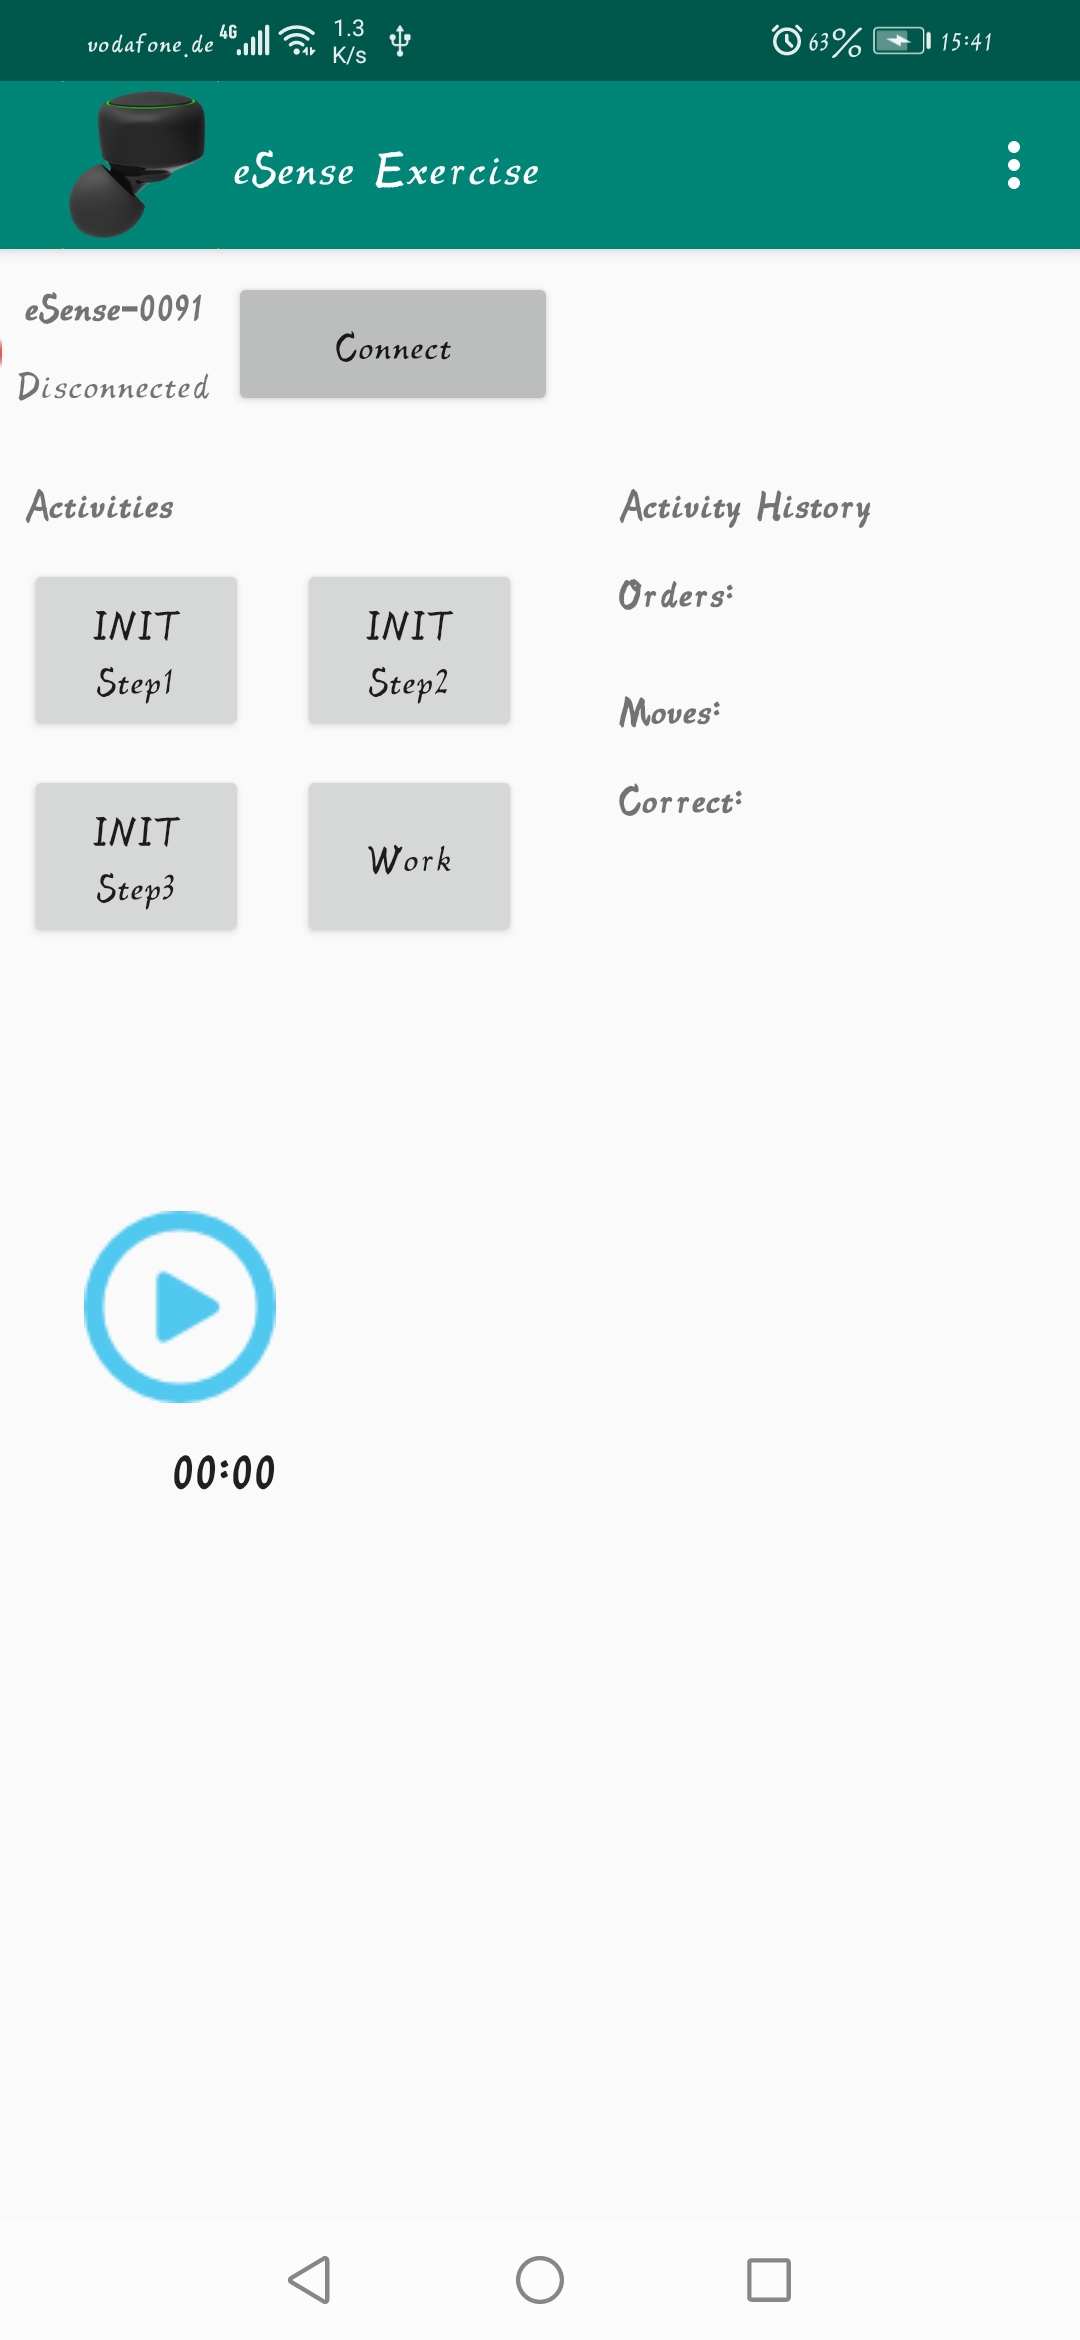 vodafone.de 4G 1.3 K/s 63% 15:41
eSense Exercise
eSense-0091
Connect
Disconnected
Activities
Activity History
INIT
Step1
INIT
Step2
Orders:
Moves:
INIT
Step3
Work
Correct:
00:00